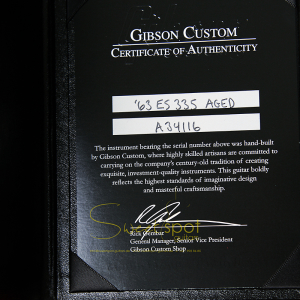 GIBSON CUSTOM
CERTIFICATE OF AUTHENTICITY
'63 ES 335 AGED
A34116
The instrument bearing the serial number above was hand-built
by Gibson Custom, where highly skilled artisans are committed to
carrying on the company's century-old tradition of creating
exquisite, investment-quality instruments. This guitar boldly
reflects the highest standards of imaginative design
and masterful craftsmanship.
Rick Gembar
General Manager, Senior Vice President
Gibson Custom Shop